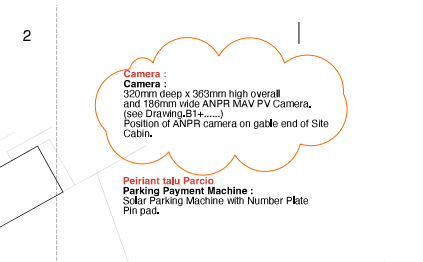 2
Camera :
Camera :
320mm deep x 363mm high overall
and 186mm wide ANPR MAV PV Camera.
(see Drawing.B1+......)
Position of ANPR camera on gable end of Site
Cabin.
Peiriant talu Parcio
Parking Payment Machine :
Solar Parking Machine with Number Plate
Pin pad.